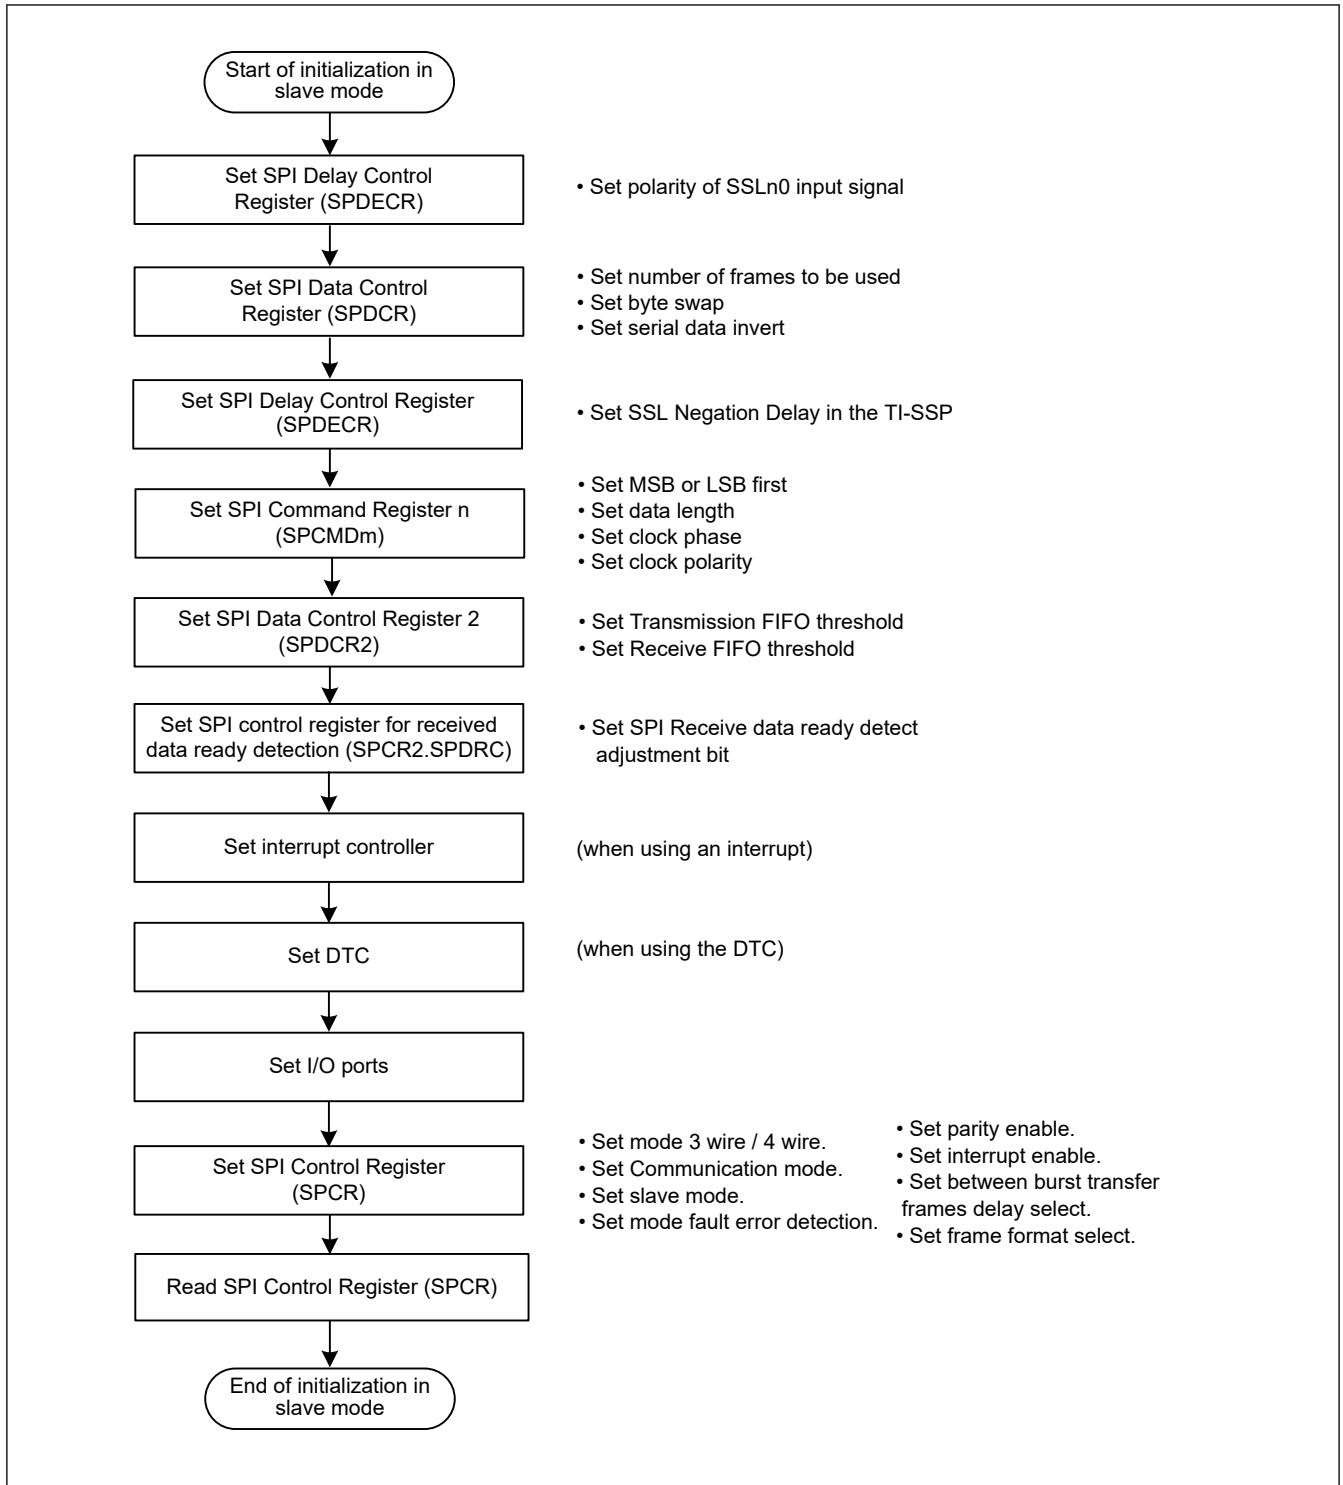 Start of initialization in
slave mode
Set SPI Delay Control
Register (SPDECR)
• Set polarity of SSLn0 input signal
Set SPI Data Control
Register (SPDCR)
• Set number of frames to be used
• Set byte swap
• Set serial data invert
Set SPI Delay Control Register
(SPDECR)
• Set SSL Negation Delay in the TI-SSP
Set SPI Command Register n
(SPCMDm)
• Set MSB or LSB first
• Set data length
• Set clock phase
• Set clock polarity
Set SPI Data Control Register 2
(SPDCR2)
• Set Transmission FIFO threshold
• Set Receive FIFO threshold
Set SPI control register for received
data ready detection (SPCR2.SPDRC)
• Set SPI Receive data ready detect
adjustment bit
Set interrupt controller
(when using an interrupt)
Set DTC
(when using the DTC)
Set I/O ports
Set SPI Control Register
(SPCR)
• Set mode 3 wire / 4 wire.
• Set Communication mode.
• Set slave mode.
• Set mode fault error detection.
• Set parity enable.
• Set interrupt enable.
• Set between burst transfer
frames delay select.
• Set frame format select.
Read SPI Control Register (SPCR)
End of initialization in
slave mode